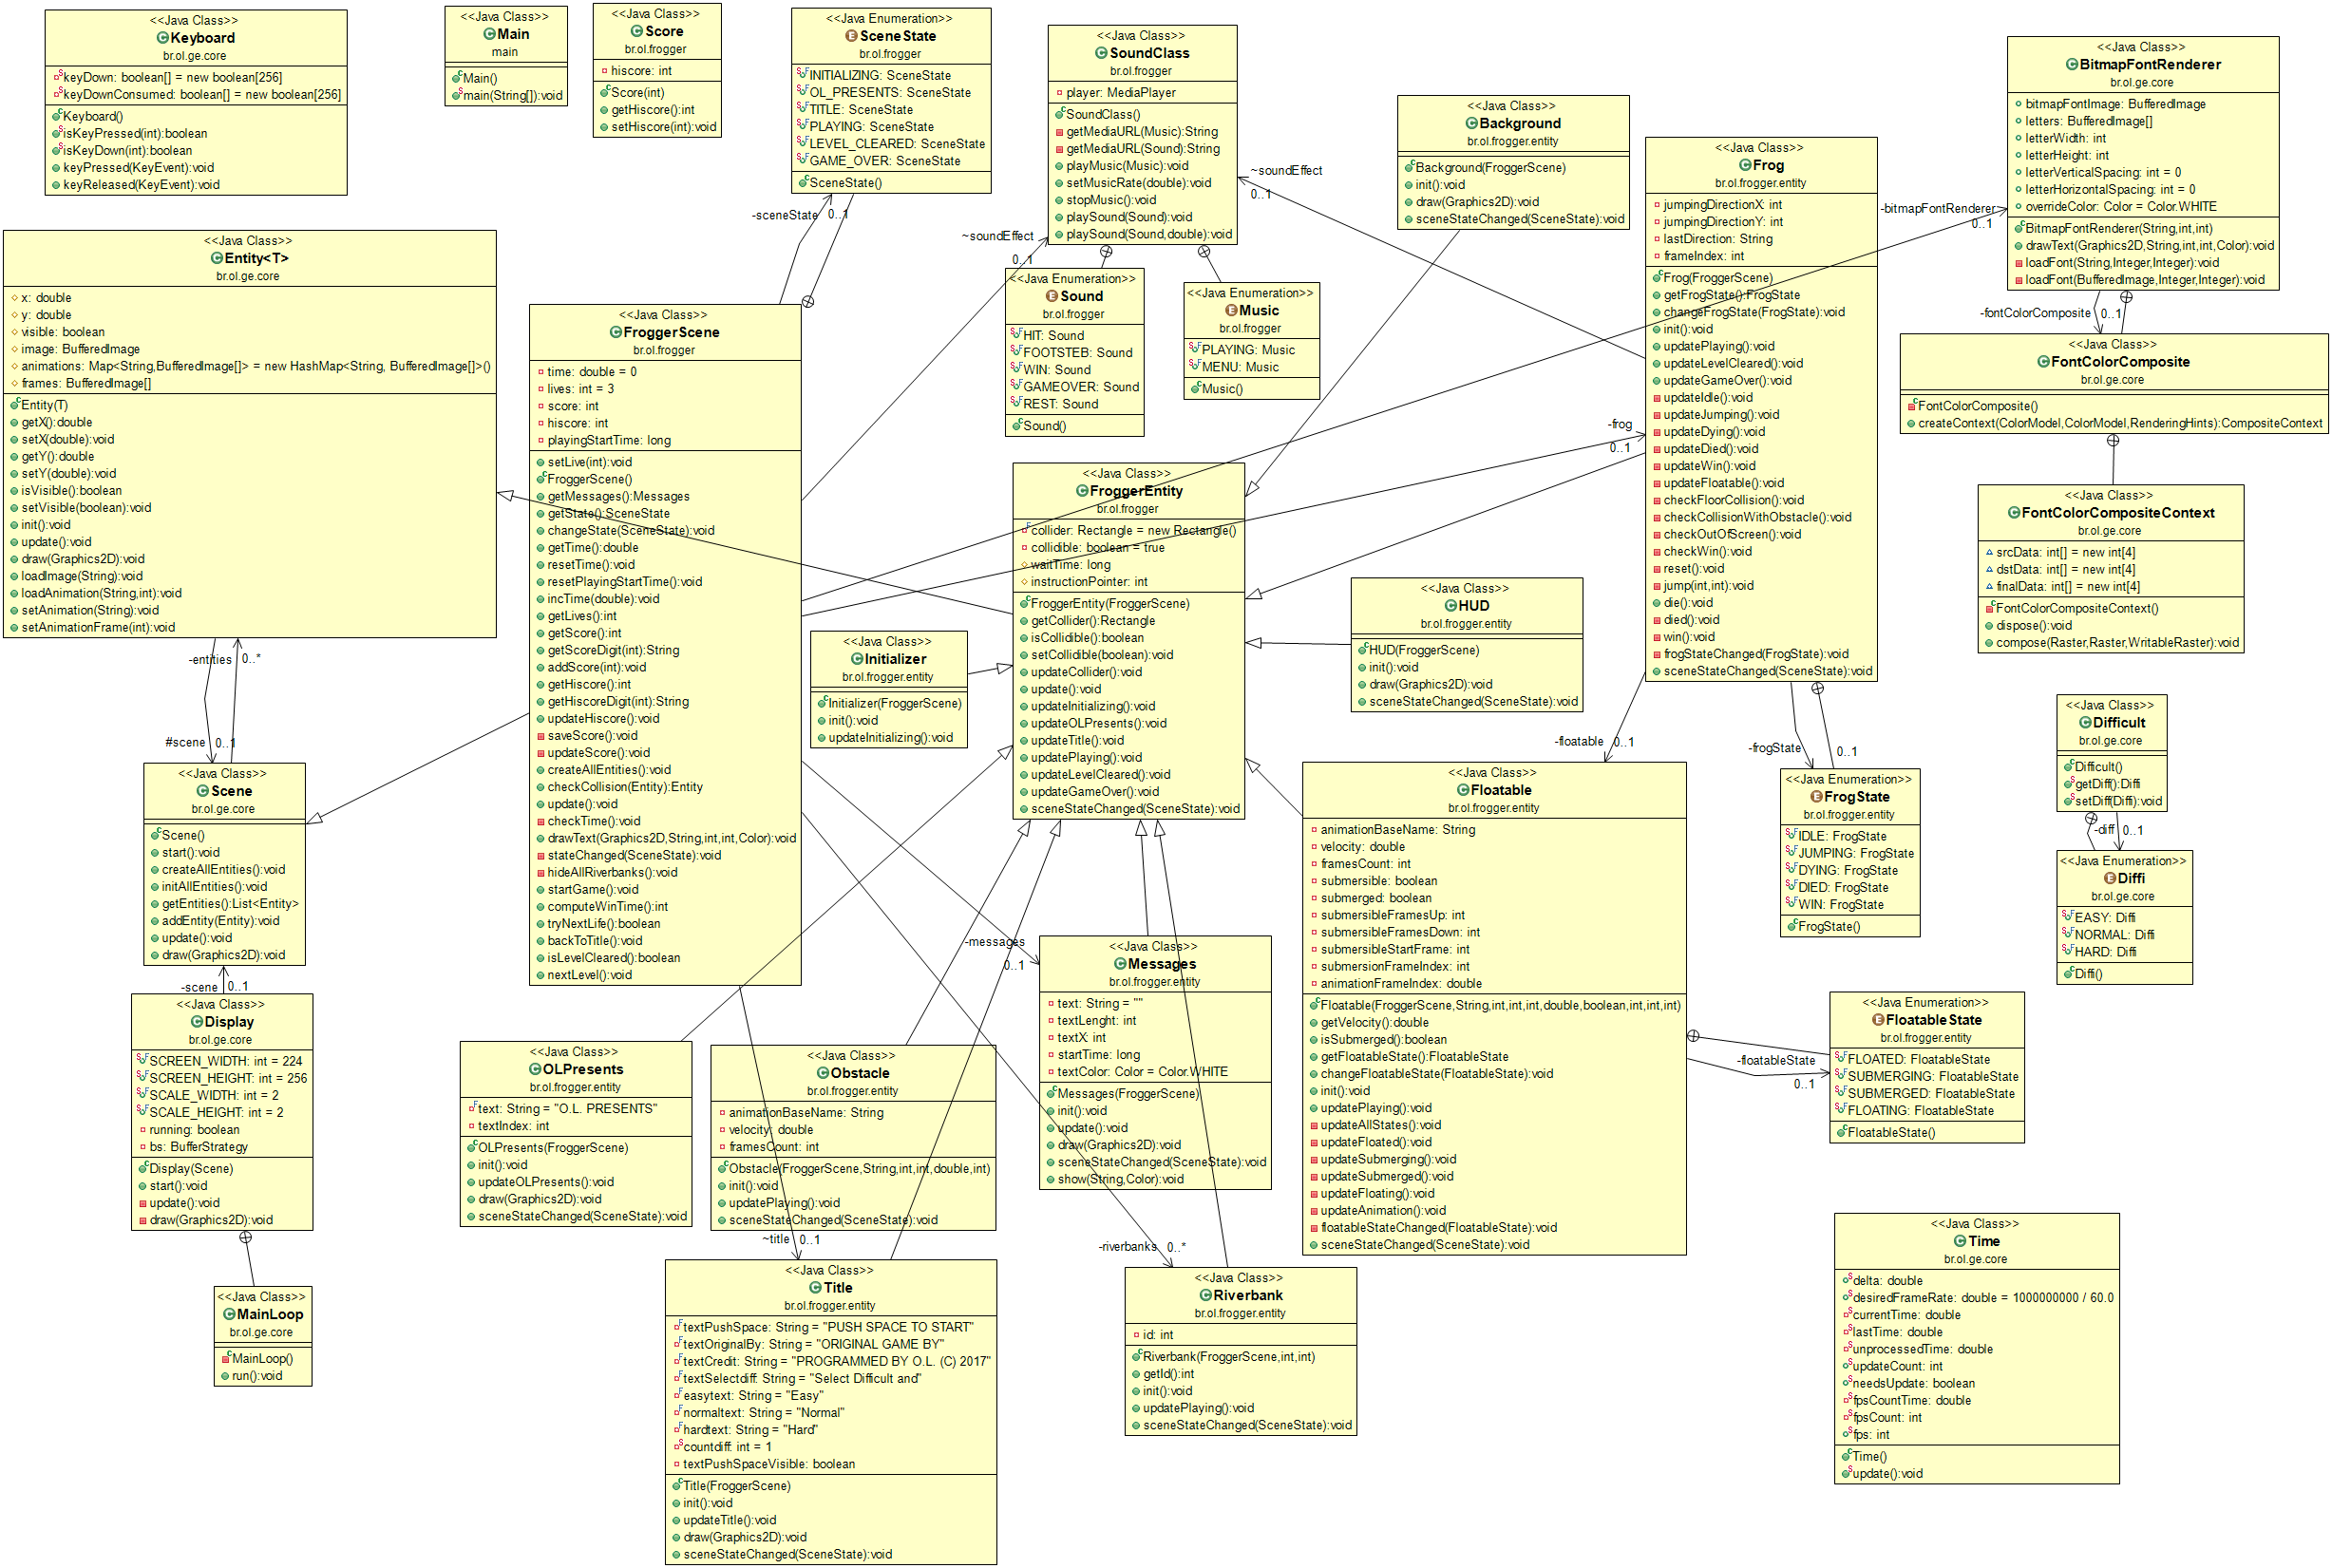 <<Java Class>>
Keyboard
br.ol.ge.core
keyDown: boolean[] = new boolean[256]
keyDownConsumed: boolean[] = new boolean[256]
Keyboard()
isKeyPressed(int):boolean
isKeyDown(int):boolean
keyPressed(KeyEvent):void
keyReleased(KeyEvent):void
<<Java Class>>
Main
main
Main()
main(String[]):void
<<Java Class>>
Score
br.ol.frogger
hiscore: int
Score(int)
getHiscore():int
setHiscore(int):void
<<Java Enumeration>>
SceneState
br.ol.frogger
INITIALIZING: SceneState
OL_PRESENTS: SceneState
TITLE: SceneState
PLAYING: SceneState
LEVEL_CLEARED: SceneState
GAME_OVER: SceneState
SceneState()
<<Java Class>>
SoundClass
br.ol.frogger
player: MediaPlayer
SoundClass()
getMediaURL(Music):String
getMediaURL(Sound):String
playMusic(Music):void
setMusicRate(double):void
stopMusic():void
playSound(Sound):void
playSound(Sound,double):void
<<Java Class>>
Background
br.ol.frogger.entity
Background(FroggerScene)
init():void
draw(Graphics2D):void
sceneStateChanged(SceneState):void
<<Java Class>>
Frog
br.ol.frogger.entity
jumpingDirectionX: int
jumpingDirectionY: int
lastDirection: String
frameIndex: int
Frog(FroggerScene)
getFrogState():FrogState
changeFrogState(FrogState):void
init():void
updatePlaying():void
updateLevelCleared():void
updateGameOver():void
updateIdle():void
updateJumping():void
updateDying():void
updateDied():void
updateWin():void
updateFloatable():void
checkFloorCollision():void
checkCollisionWithObstacle():void
checkOutOfScreen():void
checkWin():void
reset():void
jump(int,int):void
die():void
died():void
win():void
frogStateChanged(FrogState):void
sceneStateChanged(SceneState):void
<<Java Class>>
BitmapFontRenderer
br.ol.ge.core
bitmapFontImage: BufferedImage
letters: BufferedImage[]
letterWidth: int
letterHeight: int
letterVerticalSpacing: int = 0
letterHorizontalSpacing: int = 0
overrideColor: Color = Color.WHITE
BitmapFontRenderer(String,int,int)
drawText(Graphics2D,String,int,int,Color):void
loadFont(String,Integer,Integer):void
loadFont(BufferedImage,Integer,Integer):void
-sceneState 0..1
~soundEffect
0..1
~soundEffect
0..1
-bitmapFontRenderer
0..1
-fontColorComposite 0..1
<<Java Class>>
Entity<T>
br.ol.ge.core
x: double
y: double
visible: boolean
image: BufferedImage
animations: Map<String,BufferedImage[]> = new HashMap<String, BufferedImage[]>()
frames: BufferedImage[]
Entity(T)
getX():double
setX(double):void
getY():double
setY(double):void
isVisible():boolean
setVisible(boolean):void
init():void
update():void
draw(Graphics2D):void
loadImage(String):void
loadAnimation(String,int):void
setAnimation(String):void
setAnimationFrame(int):void
<<Java Class>>
FroggerScene
br.ol.frogger
time: double = 0
lives: int = 3
score: int
hiscore: int
playingStartTime: long
setLive(int):void
FroggerScene()
getMessages():Messages
getState():SceneState
changeState(SceneState):void
getTime():double
resetTime():void
resetPlayingStartTime():void
incTime(double):void
getLives():int
getScore():int
getScoreDigit(int):String
addScore(int):void
getHiscore():int
getHiscoreDigit(int):String
updateHiscore():void
saveScore():void
updateScore():void
createAllEntities():void
checkCollision(Entity):Entity
update():void
checkTime():void
drawText(Graphics2D,String,int,int,Color):void
stateChanged(SceneState):void
hideAllRiverbanks():void
startGame():void
computeWinTime():int
tryNextLife():boolean
backToTitle():void
isLevelCleared():boolean
nextLevel():void
<<Java Enumeration>>
Sound
br.ol.frogger
HIT: Sound
FOOTSTEB: Sound
WIN: Sound
GAMEOVER: Sound
REST: Sound
Sound()
<<Java Enumeration>>
Music
br.ol.frogger
PLAYING: Music
MENU: Music
Music()
<<Java Class>>
FontColorComposite
br.ol.ge.core
FontColorComposite()
createContext(ColorModel,ColorModel,RenderingHints):CompositeContext
<<Java Class>>
FontColorCompositeContext
br.ol.ge.core
srcData: int[] = new int[4]
dstData: int[] = new int[4]
finalData: int[] = new int[4]
FontColorCompositeContext()
dispose():void
compose(Raster,Raster,WritableRaster):void
-frog
0..1
<<Java Class>>
FroggerEntity
br.ol.frogger
collider: Rectangle = new Rectangle()
collidible: boolean = true
waitTime: long
instructionPointer: int
FroggerEntity(FroggerScene)
getCollider():Rectangle
isCollidible():boolean
setCollidible(boolean):void
updateCollider():void
update():void
updateInitializing():void
updateOLPresents():void
updateTitle():void
updatePlaying():void
updateLevelCleared():void
updateGameOver():void
sceneStateChanged(SceneState):void
<<Java Class>>
HUD
br.ol.frogger.entity
HUD(FroggerScene)
init():void
draw(Graphics2D):void
sceneStateChanged(SceneState):void
<<Java Class>>
Initializer
br.ol.frogger.entity
Initializer(FroggerScene)
init():void
updateInitializing():void
-entities 0..*
#scene 0..1
<<Java Class>>
Scene
br.ol.ge.core
Scene()
start():void
createAllEntities():void
initAllEntities():void
getEntities():List<Entity>
addEntity(Entity):void
update():void
draw(Graphics2D):void
-floatable 0..1
-frogState
0..1
<<Java Class>>
Floatable
br.ol.frogger.entity
animationBaseName: String
velocity: double
framesCount: int
submersible: boolean
submerged: boolean
submersibleFramesUp: int
submersibleFramesDown: int
submersibleStartFrame: int
submersionFrameIndex: int
animationFrameIndex: double
Floatable(FroggerScene,String,int,int,int,double,boolean,int,int,int)
getVelocity():double
isSubmerged():boolean
getFloatableState():FloatableState
changeFloatableState(FloatableState):void
init():void
updatePlaying():void
updateAllStates():void
updateFloated():void
updateSubmerging():void
updateSubmerged():void
updateFloating():void
updateAnimation():void
floatableStateChanged(FloatableState):void
sceneStateChanged(SceneState):void
<<Java Enumeration>>
FrogState
br.ol.frogger.entity
IDLE: FrogState
JUMPING: FrogState
DYING: FrogState
DIED: FrogState
WIN: FrogState
FrogState()
<<Java Class>>
Difficult
br.ol.ge.core
Difficult()
getDiff():Diffi
setDiff(Diffi):void
-diff 0..1
<<Java Enumeration>>
Diffi
br.ol.ge.core
EASY: Diffi
NORMAL: Diffi
HARD: Diffi
Diffi()
-scene 0..1
<<Java Class>>
Display
br.ol.ge.core
SCREEN_WIDTH: int = 224
SCREEN_HEIGHT: int = 256
SCALE_WIDTH: int = 2
SCALE_HEIGHT: int = 2
running: boolean
bs: BufferStrategy
Display(Scene)
start():void
update():void
draw(Graphics2D):void
<<Java Class>>
MainLoop
br.ol.ge.core
MainLoop()
run():void
-messages
0..1
<<Java Class>>
OLPresents
br.ol.frogger.entity
text: String = "O.L. PRESENTS"
textIndex: int
OLPresents(FroggerScene)
init():void
updateOLPresents():void
draw(Graphics2D):void
sceneStateChanged(SceneState):void
<<Java Class>>
Obstacle
br.ol.frogger.entity
animationBaseName: String
velocity: double
framesCount: int
Obstacle(FroggerScene,String,int,int,double,int)
init():void
updatePlaying():void
sceneStateChanged(SceneState):void
<<Java Class>>
Messages
br.ol.frogger.entity
text: String = ""
textLenght: int
textX: int
startTime: long
textColor: Color = Color.WHITE
Messages(FroggerScene)
init():void
update():void
draw(Graphics2D):void
sceneStateChanged(SceneState):void
show(String,Color):void
-floatableState
0..1
<<Java Enumeration>>
FloatableState
br.ol.frogger.entity
FLOATED: FloatableState
SUBMERGING: FloatableState
SUBMERGED: FloatableState
FLOATING: FloatableState
FloatableState()
~title 0..1
-riverbanks 0..*
<<Java Class>>
Title
br.ol.frogger.entity
textPushSpace: String = "PUSH SPACE TO START"
textOriginalBy: String = "ORIGINAL GAME BY"
textCredit: String = "PROGRAMMED BY O.L. (C) 2017"
textSelectdiff: String = "Select Difficult and"
easytext: String = "Easy"
normaltext: String = "Normal"
hardtext: String = "Hard"
countdiff: int = 1
textPushSpaceVisible: boolean
Title(FroggerScene)
init():void
updateTitle():void
draw(Graphics2D):void
sceneStateChanged(SceneState):void
<<Java Class>>
Riverbank
br.ol.frogger.entity
id: int
Riverbank(FroggerScene,int,int)
getId():int
init():void
updatePlaying():void
sceneStateChanged(SceneState):void
<<Java Class>>
Time
br.ol.ge.core
delta: double
desiredFrameRate: double = 1000000000 / 60.0
currentTime: double
lastTime: double
unprocessedTime: double
updateCount: int
needsUpdate: boolean
fpsCountTime: double
fpsCount: int
fps: int
Time()
update():void